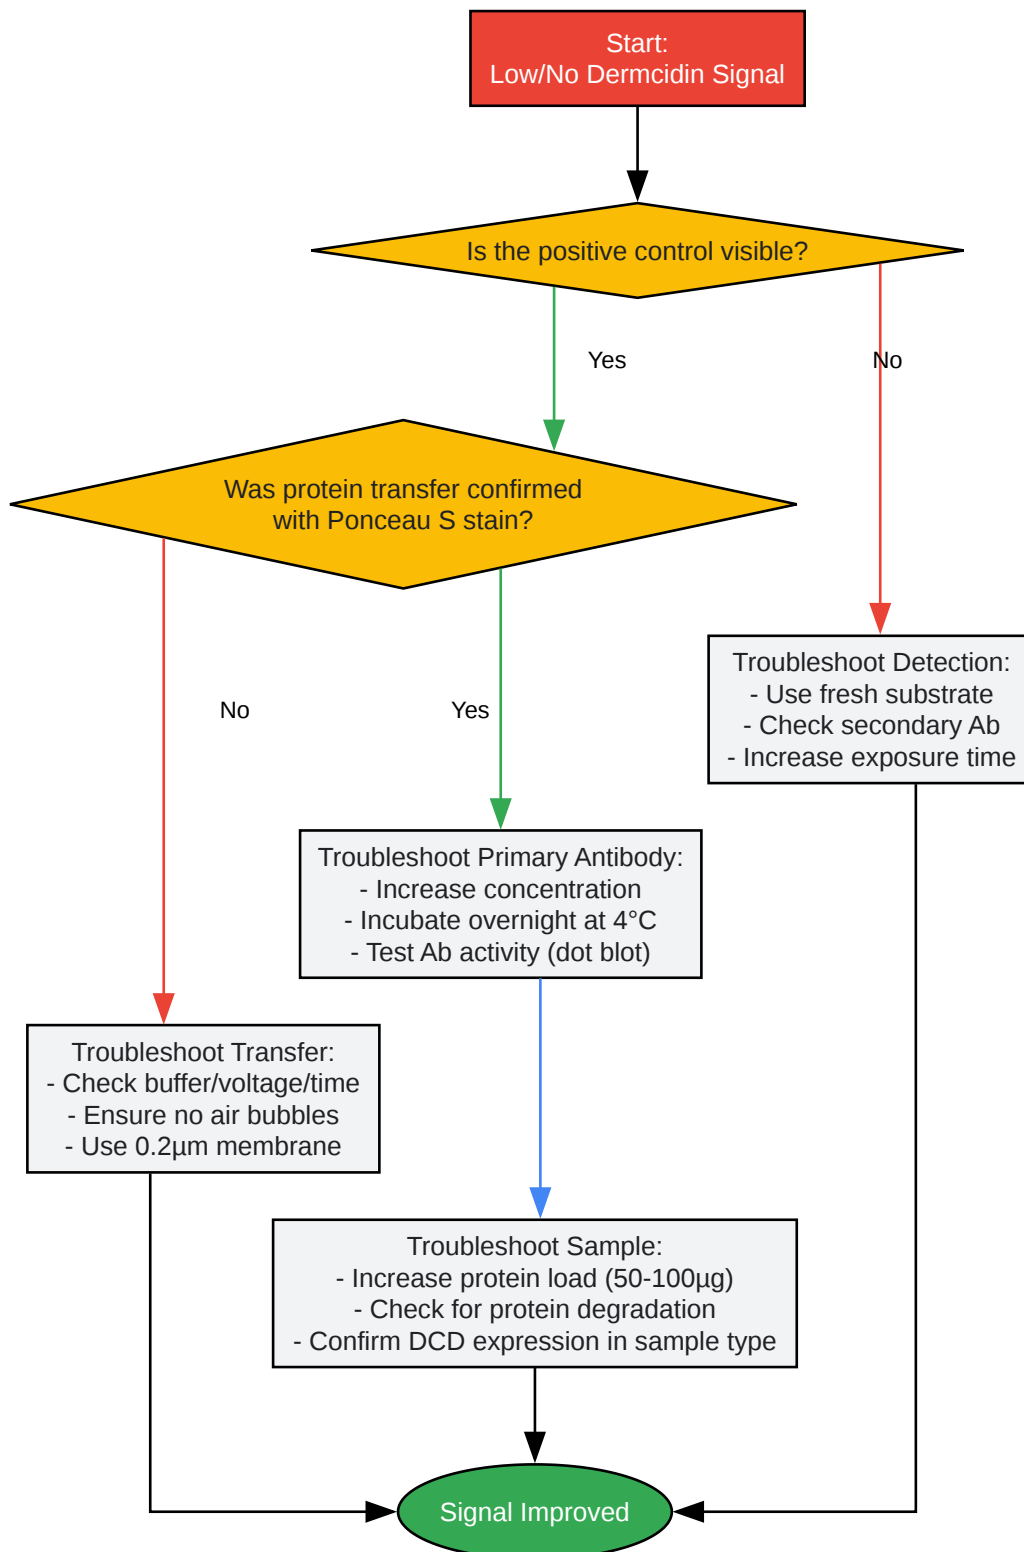 Start:
Low/No Dermcidin Signal
Is the positive control visible?
Yes
No
Was protein transfer confirmed
with Ponceau S stain?
Troubleshoot Detection:
- Use fresh substrate
- Check secondary Ab
- Increase exposure time
No
Yes
Troubleshoot Primary Antibody:
- Increase concentration
- Incubate overnight at 4°C
- Test Ab activity (dot blot)
Troubleshoot Transfer:
- Check buffer/voltage/time
- Ensure no air bubbles
- Use 0.2µm membrane
Troubleshoot Sample:
- Increase protein load (50-100µg)
- Check for protein degradation
- Confirm DCD expression in sample type
Signal Improved